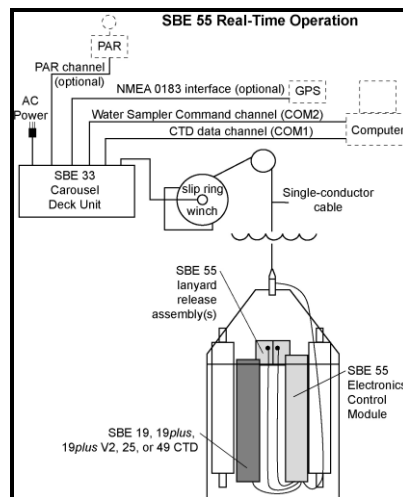 SBE 55 Real-Time Operation
PAR
PAR channel
(optional)
NMEA 0183 interface (optional)
GPS
AC
Power
Water Sampler Command channel (COM2)
CTD data channel (COM1)
Computer
SBE 33
Carousel
Deck Unit
slip ring
winch
Single-conductor
cable
SBE 55
lanyard
release
assembly(s)
SBE 55
Electronics
Control
Module
SBE 19, 19plus,
19plus V2, 25, or 49 CTD